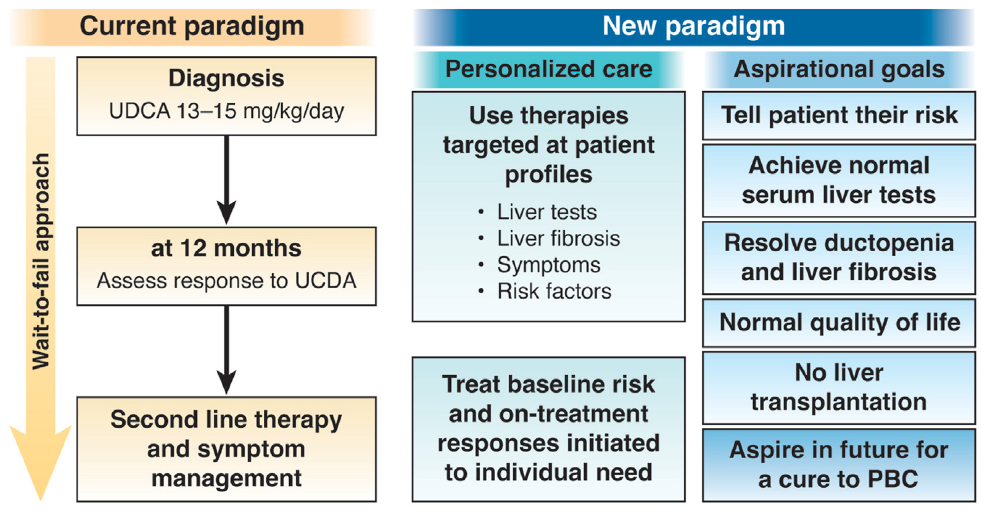 Current paradigm
Wait-to-fail approach
Diagnosis
UDCA 13–15 mg/kg/day
at 12 months
Assess response to UCDA
Second line therapy
and symptom
management
New paradigm
Personalized care
Use therapies
targeted at patient
profiles
• Liver tests
• Liver fibrosis
• Symptoms
• Risk factors
Treat baseline risk
and on-treatment
responses initiated
to individual need
Aspirational goals
Tell patient their risk
Achieve normal
serum liver tests
Resolve ductopenia
and liver fibrosis
Normal quality of life
No liver
transplantation
Aspire in future for
a cure to PBC